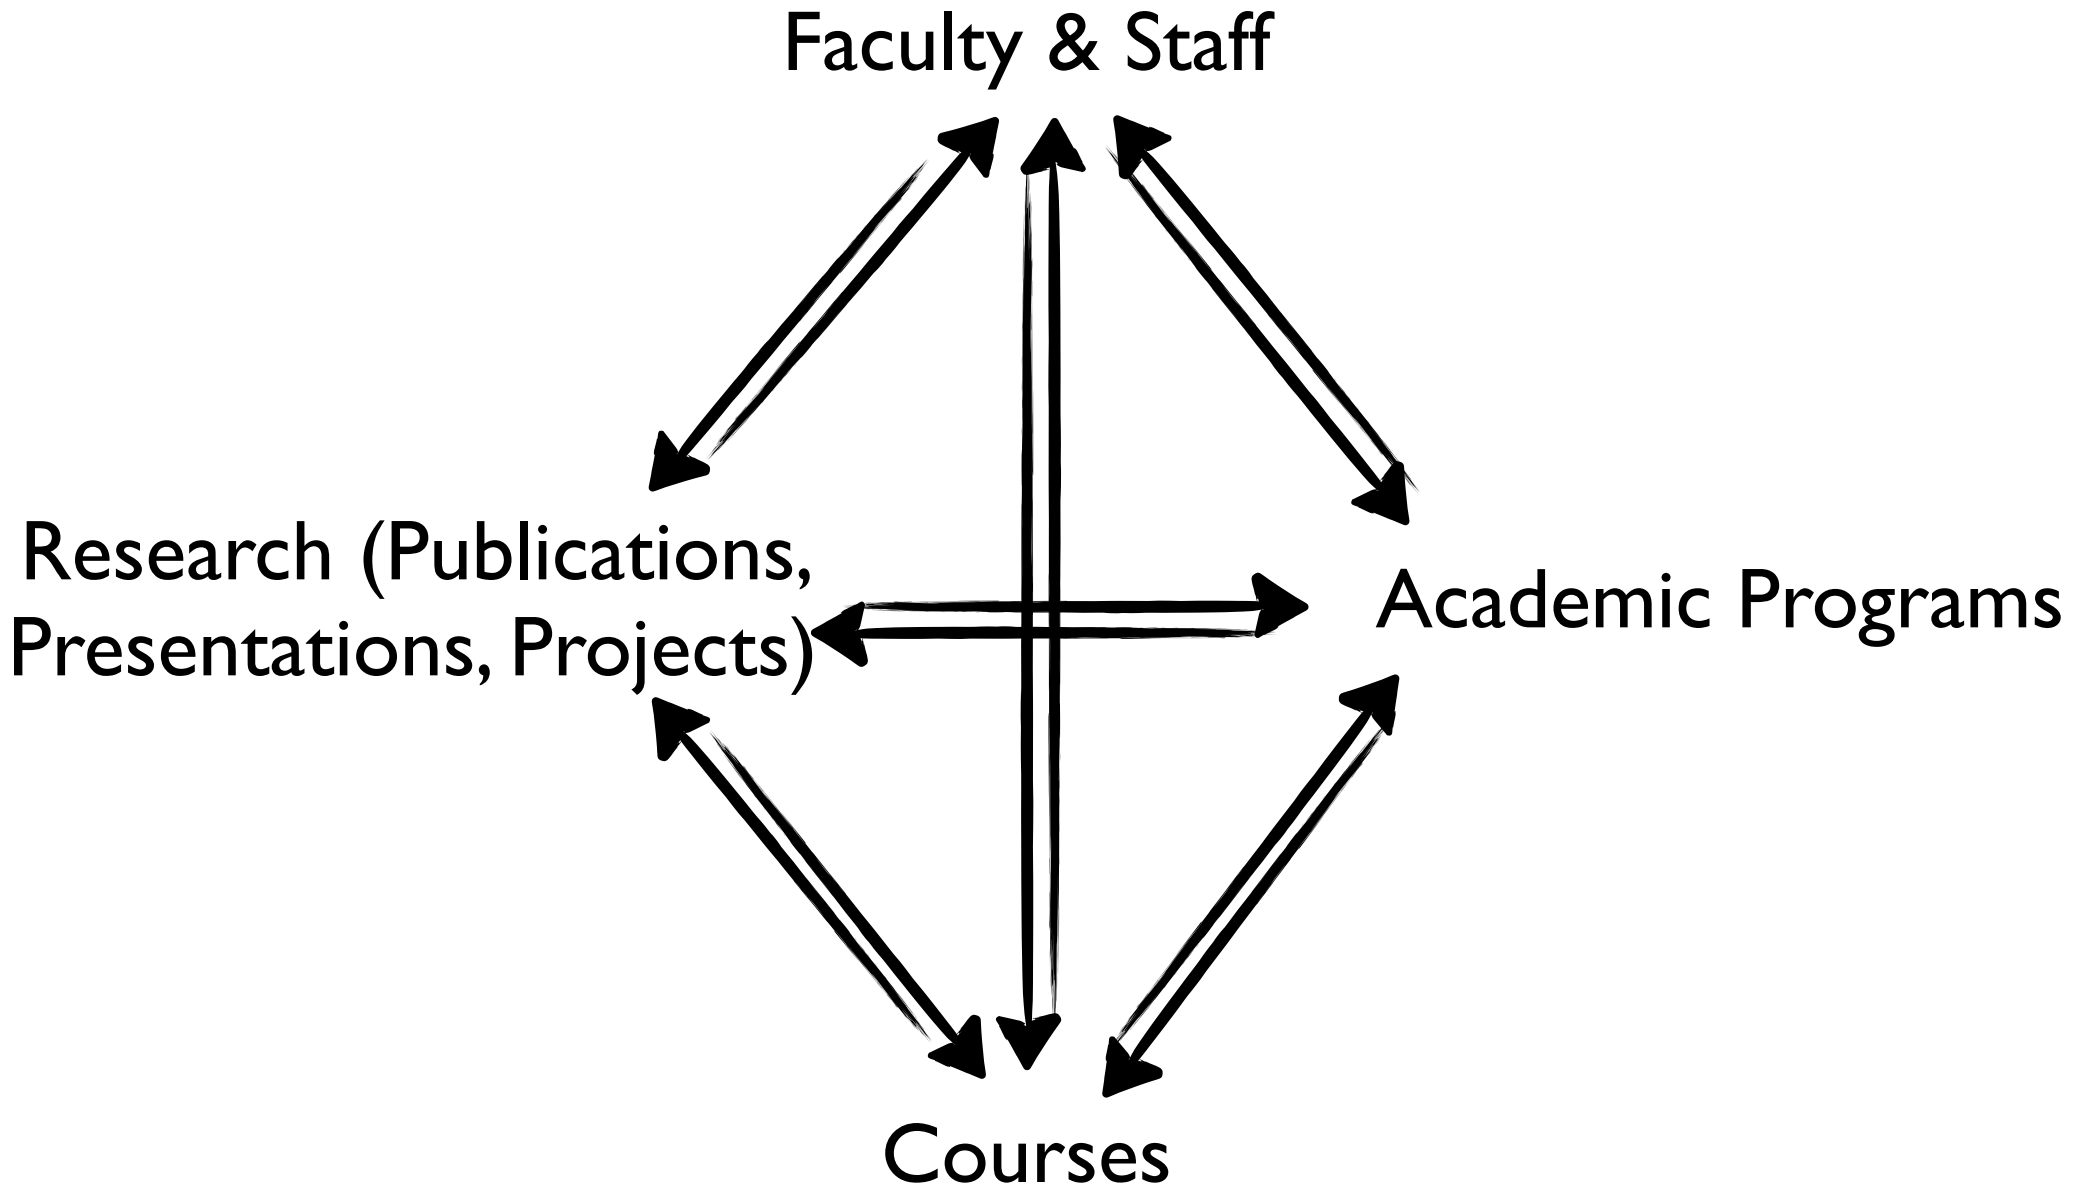 Faculty & Staff
Research (Publications,
Presentations, Projects)
Academic Programs
Courses